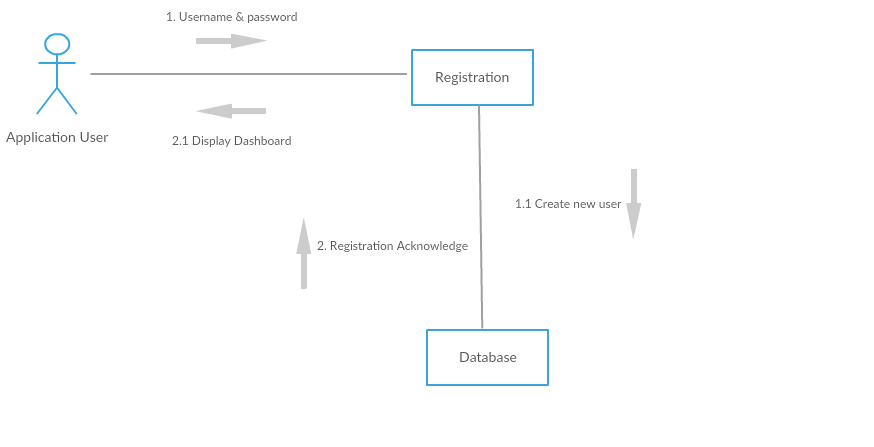 1. Username & password
Registration
Application User
2.1 Display Dashboard
1.1 Create new user
2. Registration Acknowledge
Database